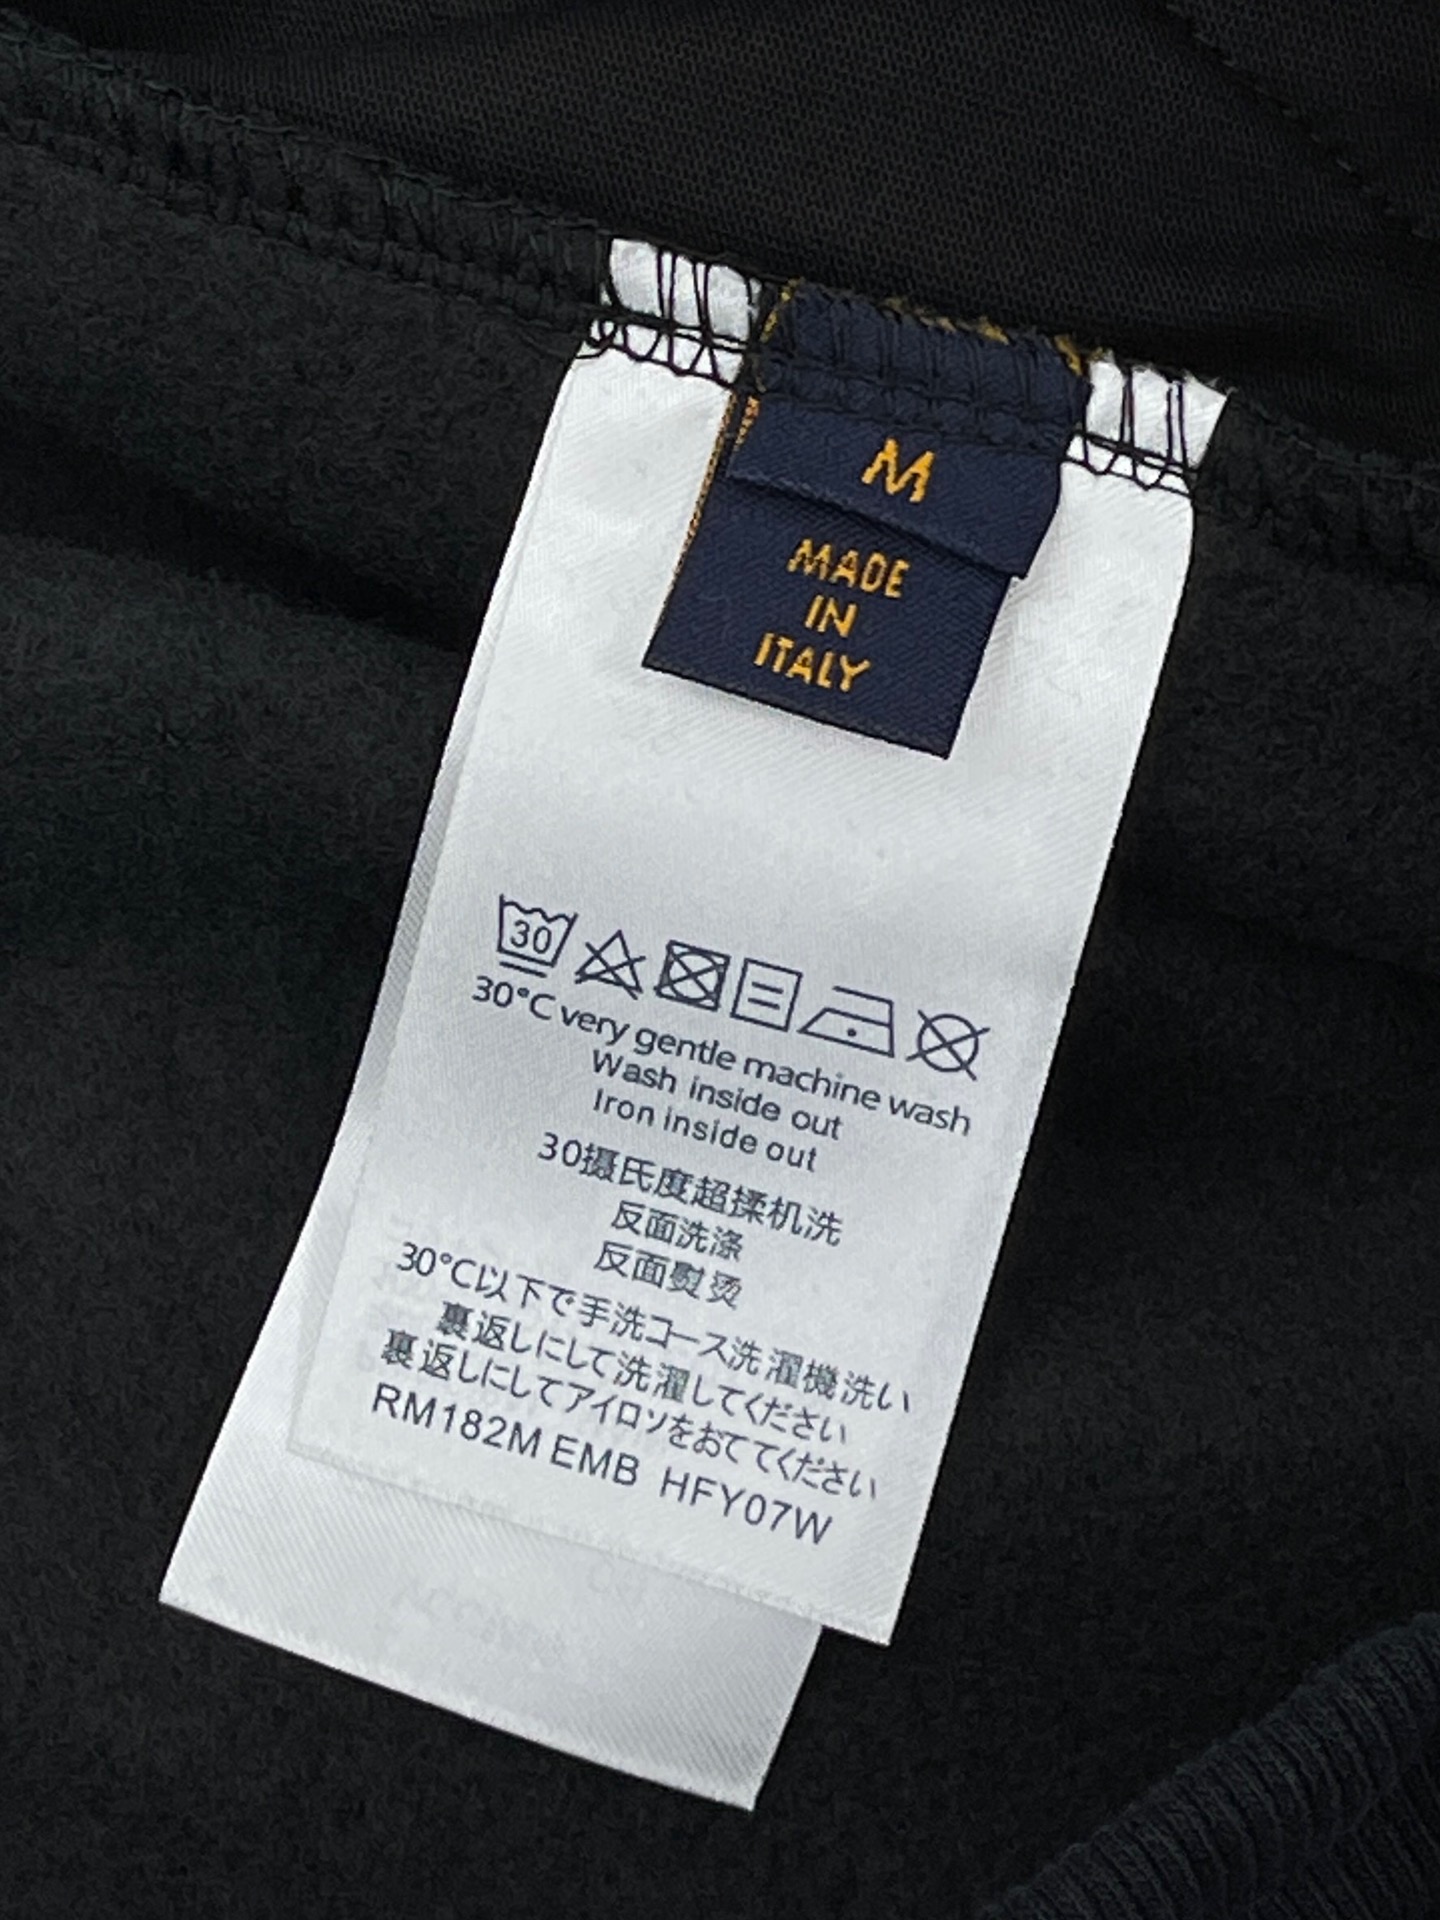 M
MADE
IN
ITALY
30
30°C very gentle machine wash
Wash inside out
Iron inside out
30摄氏度超揉机洗
反面洗涤
反面熨烫
30°C以下で手洗コース洗濯機洗い
裏返しにして洗濯してください
裏返しにしてアイロソをおててください
RM182M EMB HFY07W